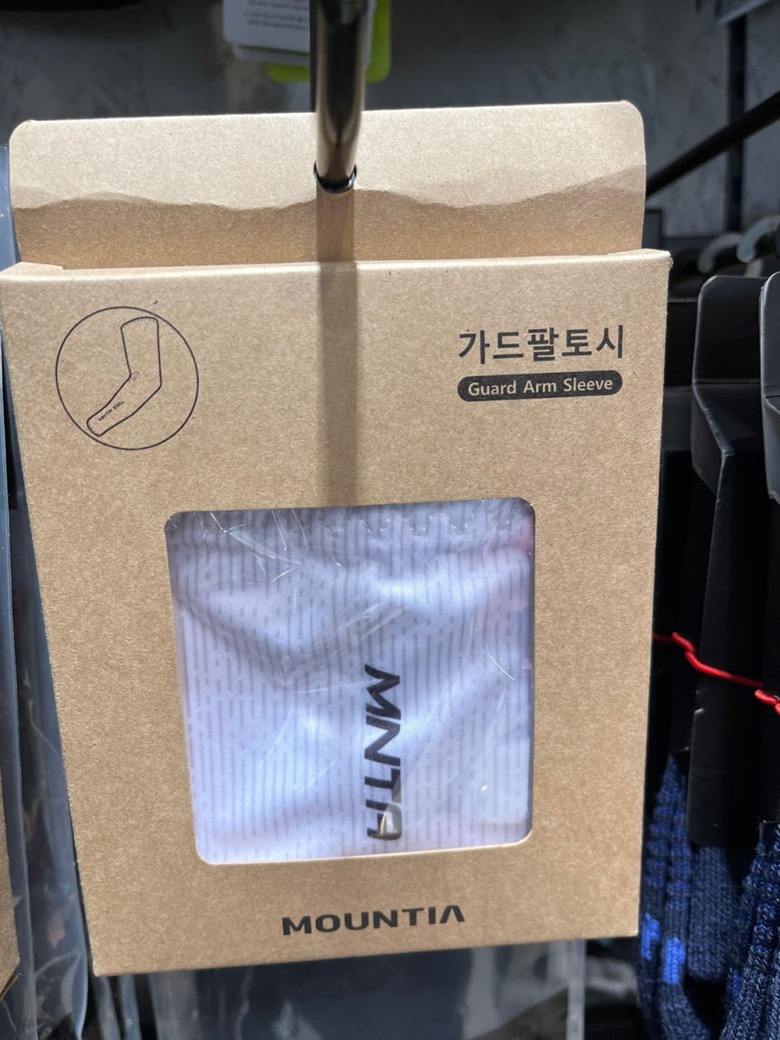 가드팔토시
Guard Arm Sleeve
MNTA
MOUNTIA